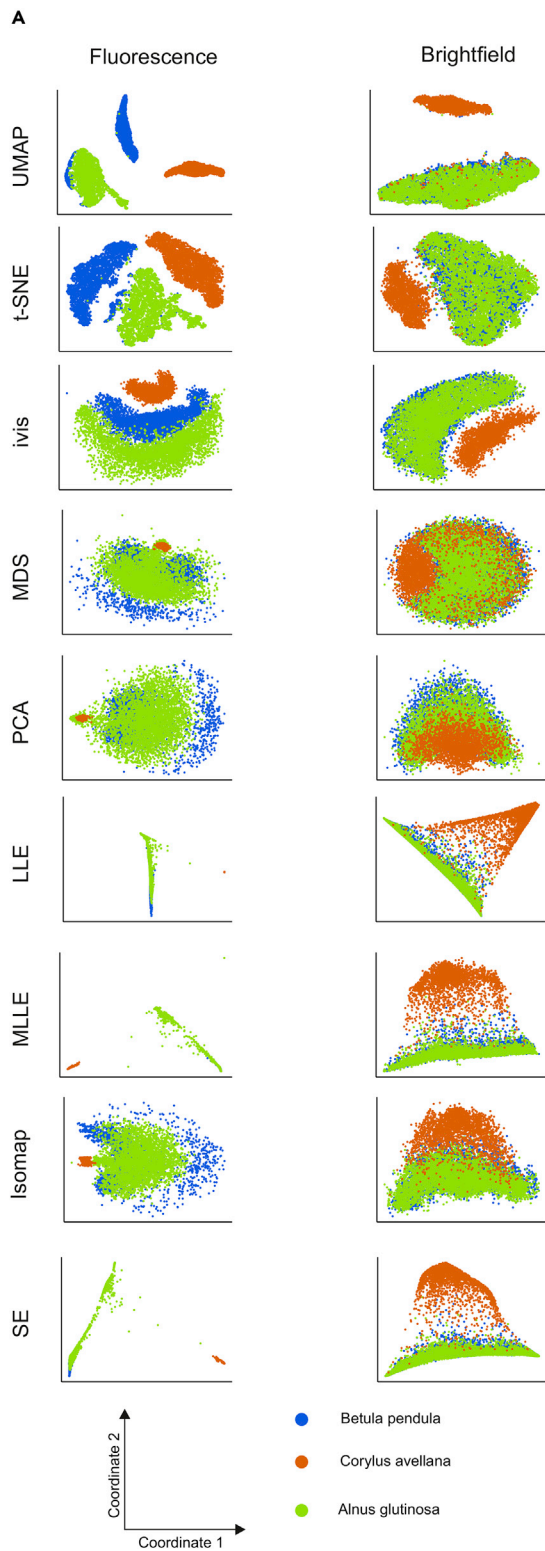 A
Fluorescence
Brightfield
UMAP
t-SNE
ivis
MDS
PCA
LLE
MLLE
Isomap
SE
Coordinate 2
Coordinate 1
Betula pendula
Corylus avellana
Alnus glutinosa